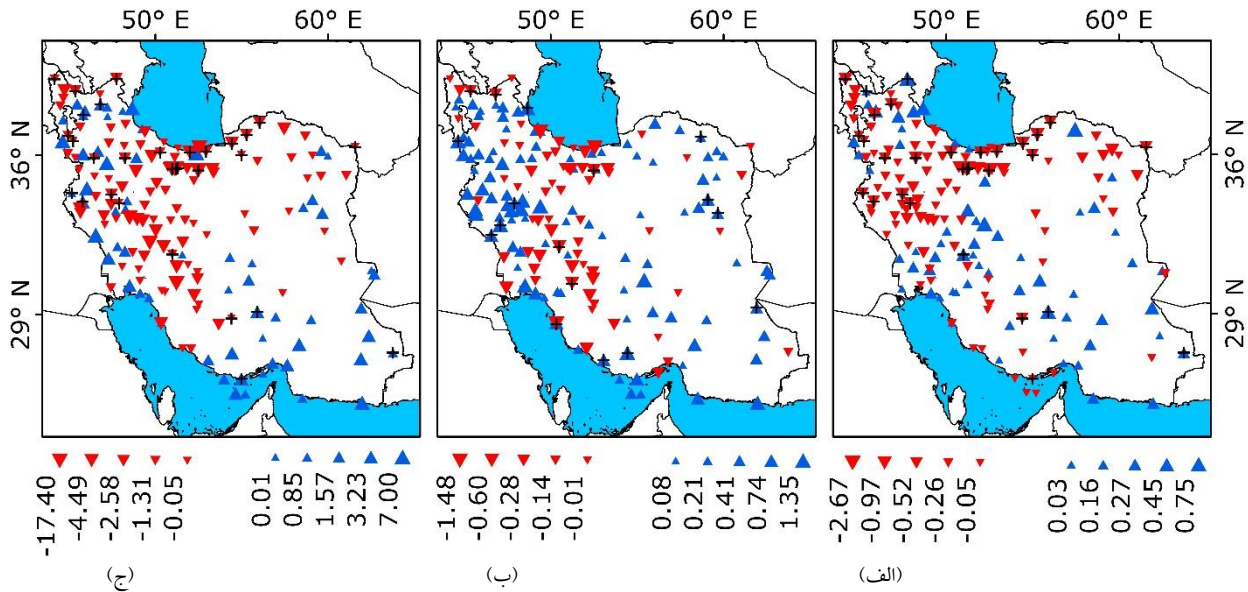 50° E 60° E 50° E 60° E 50° E 60° E
36° N 36° N
29° N 29° N
-17.40 -4.49 -2.58 -1.31 -0.05 0.01 0.85 1.57 3.23 7.00
-1.48 -0.60 -0.28 -0.14 -0.01 0.08 0.21 0.41 0.74 1.35
-2.67 -0.97 -0.52 -0.26 -0.05 0.03 0.16 0.27 0.45 0.75
(الف) (ب) (ج)